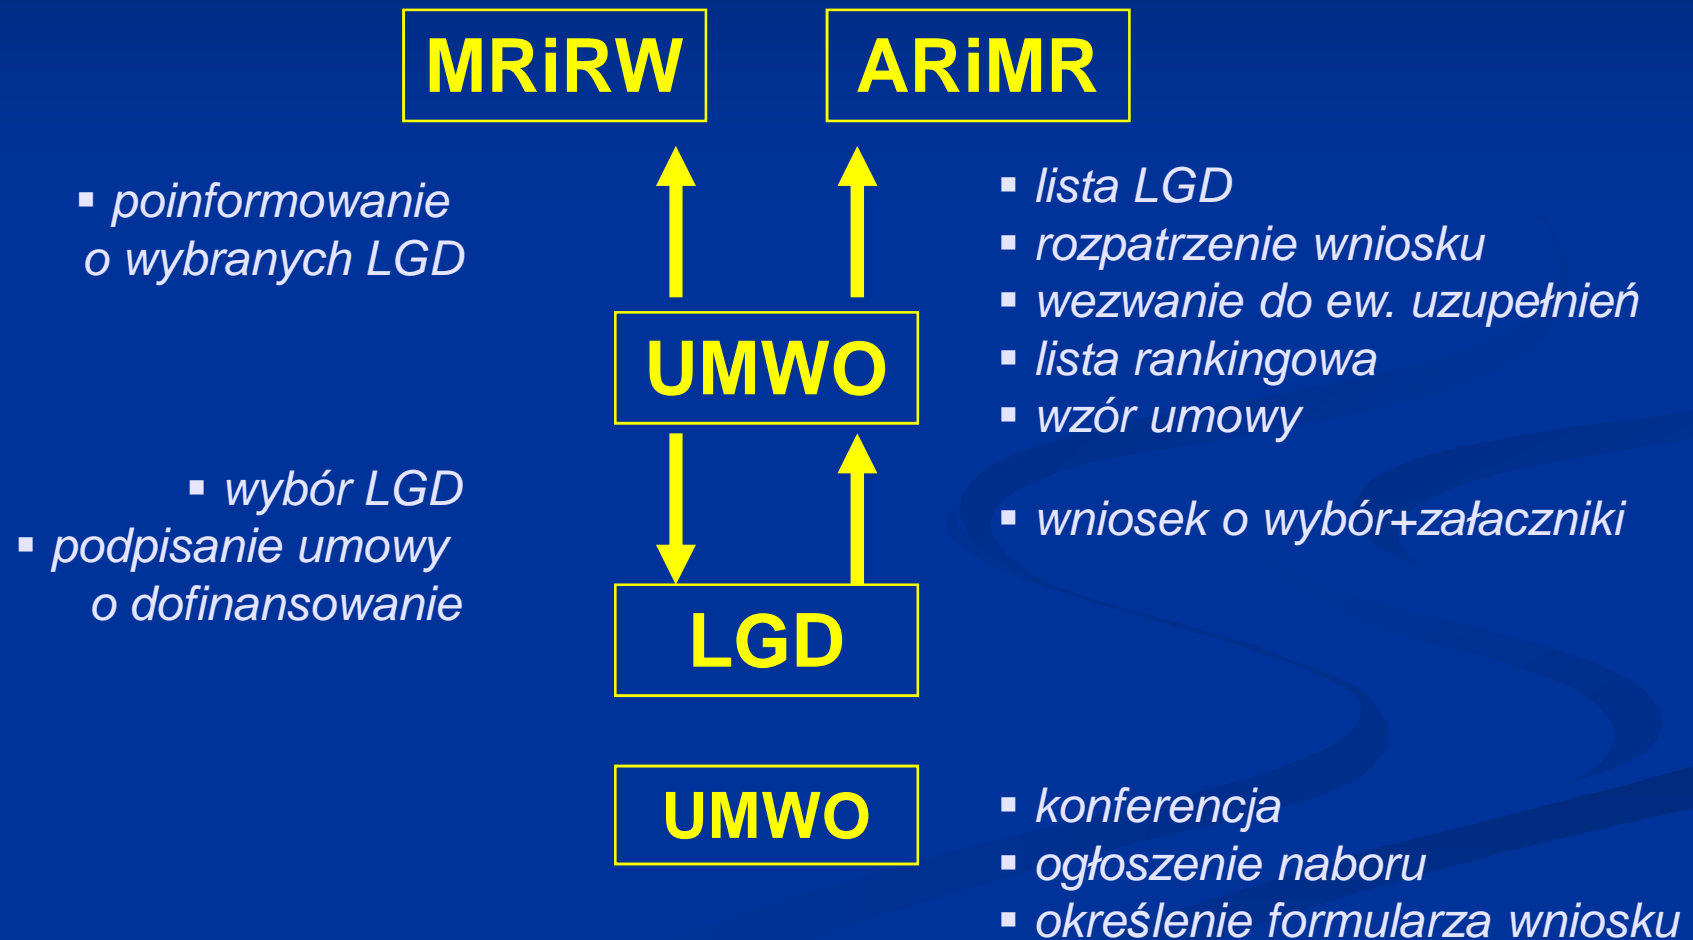 MRiRW
ARiMR
▪ poinformowanie
o wybranych LGD
▪ lista LGD
▪ rozpatrzenie wniosku
▪ wezwanie do ew. uzupełnień
▪ lista rankingowa
▪ wzór umowy
UMWO
▪ wybór LGD
▪ podpisanie umowy
o dofinansowanie
▪ wniosek o wybór+załaczniki
LGD
UMWO
▪ konferencja
▪ ogłoszenie naboru
▪ określenie formularza wniosku